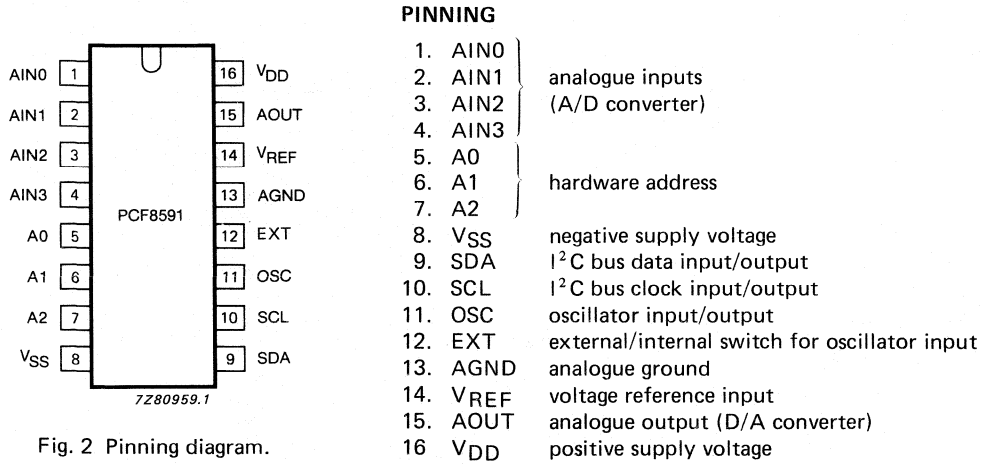 PINNING
AIN0 1
AIN1 2
AIN2 3
AIN3 4
A0 5
A1 6
A2 7
VSS 8
PCF8591
16 VDD
15 AOUT
14 VREF
13 AGND
12 EXT
11 OSC
10 SCL
9 SDA
7Z80959.1
Fig. 2 Pinning diagram.
1. AIN0
2. AIN1
3. AIN2
4. AIN3
analogue inputs
(A/D converter)
5. A0
6. A1
7. A2
hardware address
8. VSS negative supply voltage
9. SDA I²C bus data input/output
10. SCL I²C bus clock input/output
11. OSC oscillator input/output
12. EXT external/internal switch for oscillator input
13. AGND analogue ground
14. VREF voltage reference input
15. AOUT analogue output (D/A converter)
16 VDD positive supply voltage